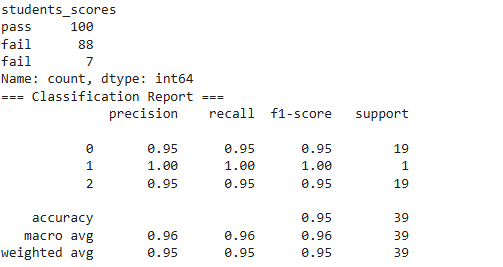 students_scores
pass 100
fail 88
fail 7
Name: count, dtype: int64
=== Classification Report ===
precision recall f1-score support
0 0.95 0.95 0.95 19
1 1.00 1.00 1.00 1
2 0.95 0.95 0.95 19
accuracy 0.95 39
macro avg 0.96 0.96 0.96 39
weighted avg 0.95 0.95 0.95 39